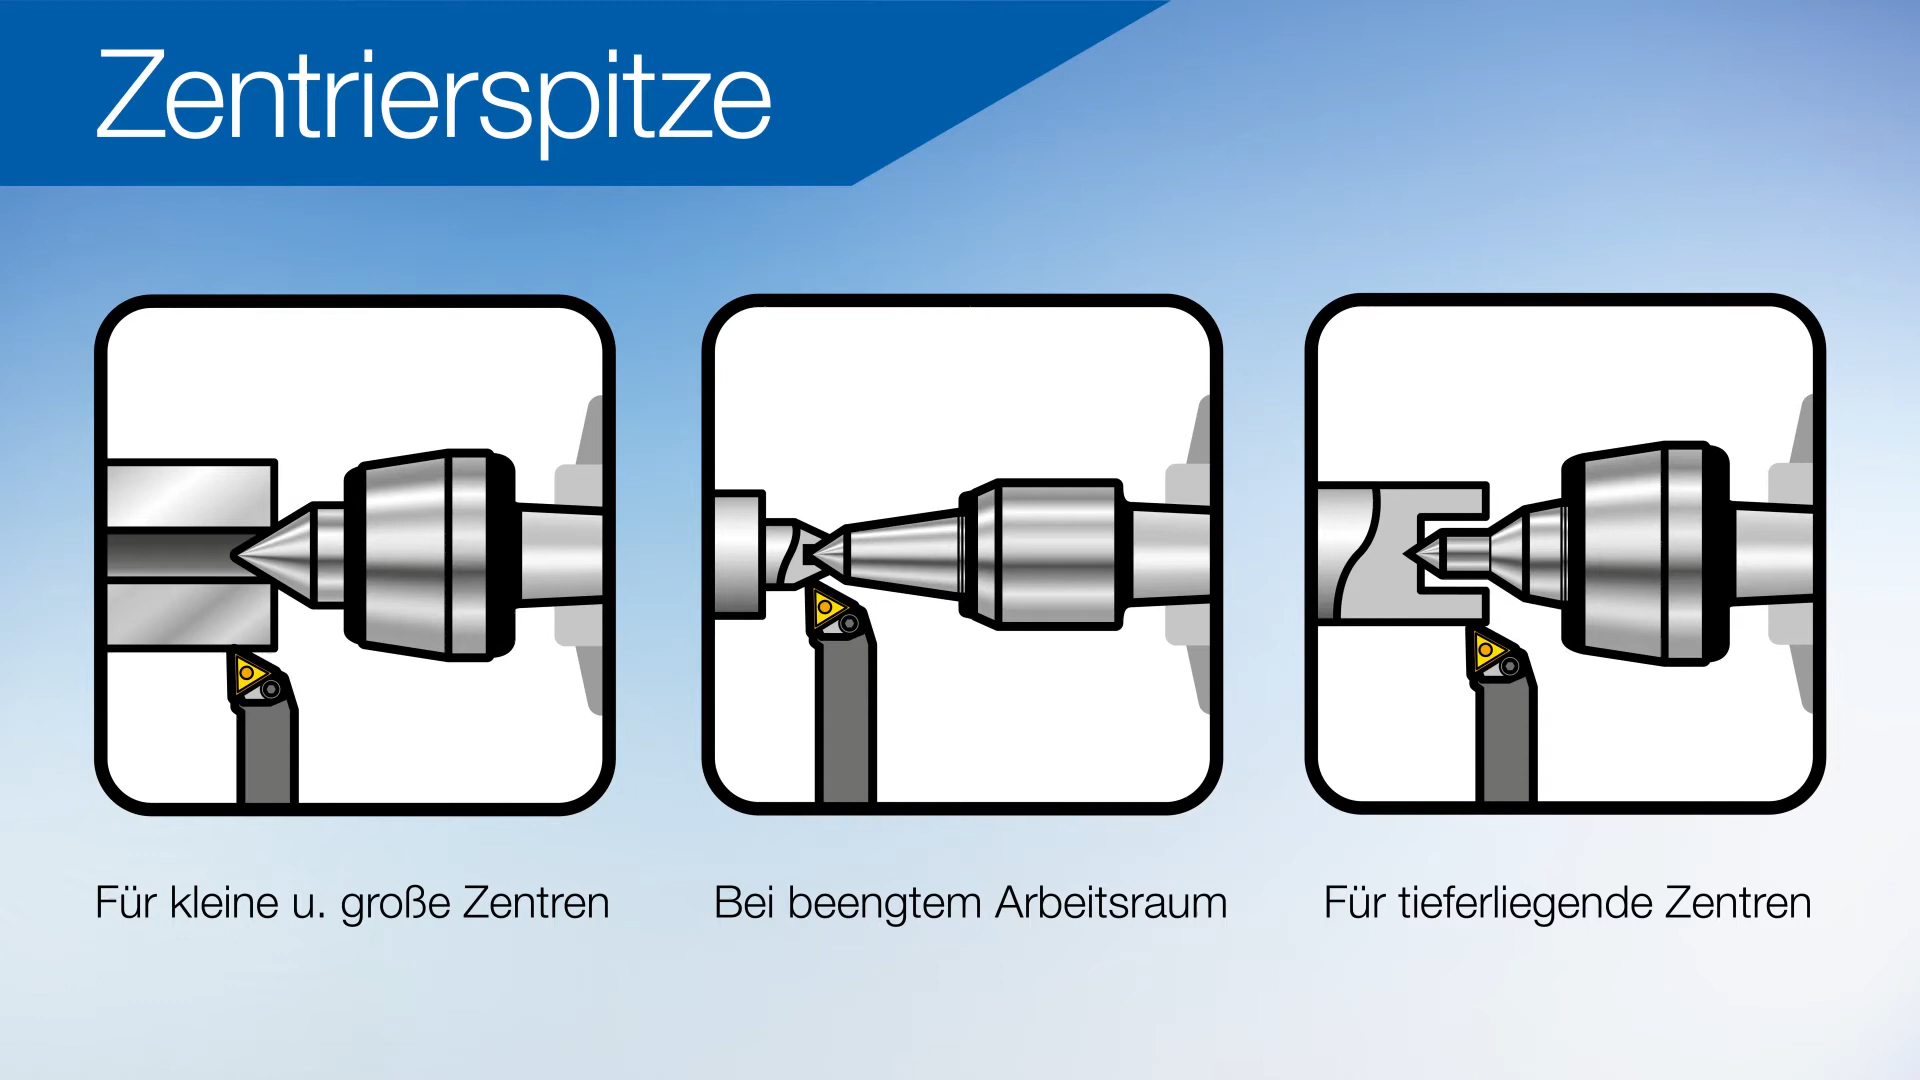 Zentrierspitze
Für kleine u. große Zentren
Bei beengtem Arbeitsraum
Für tieferliegende Zentren